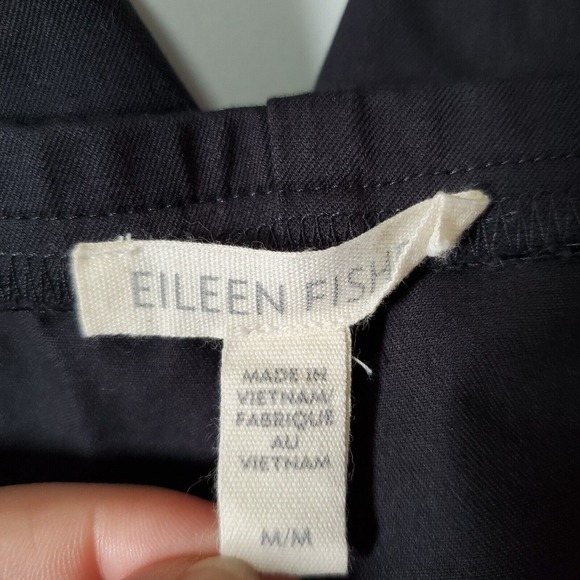 EILEEN FISH
MADE IN
VIETNAM/
FABRIQUE
AU
VIETNAM
M/M